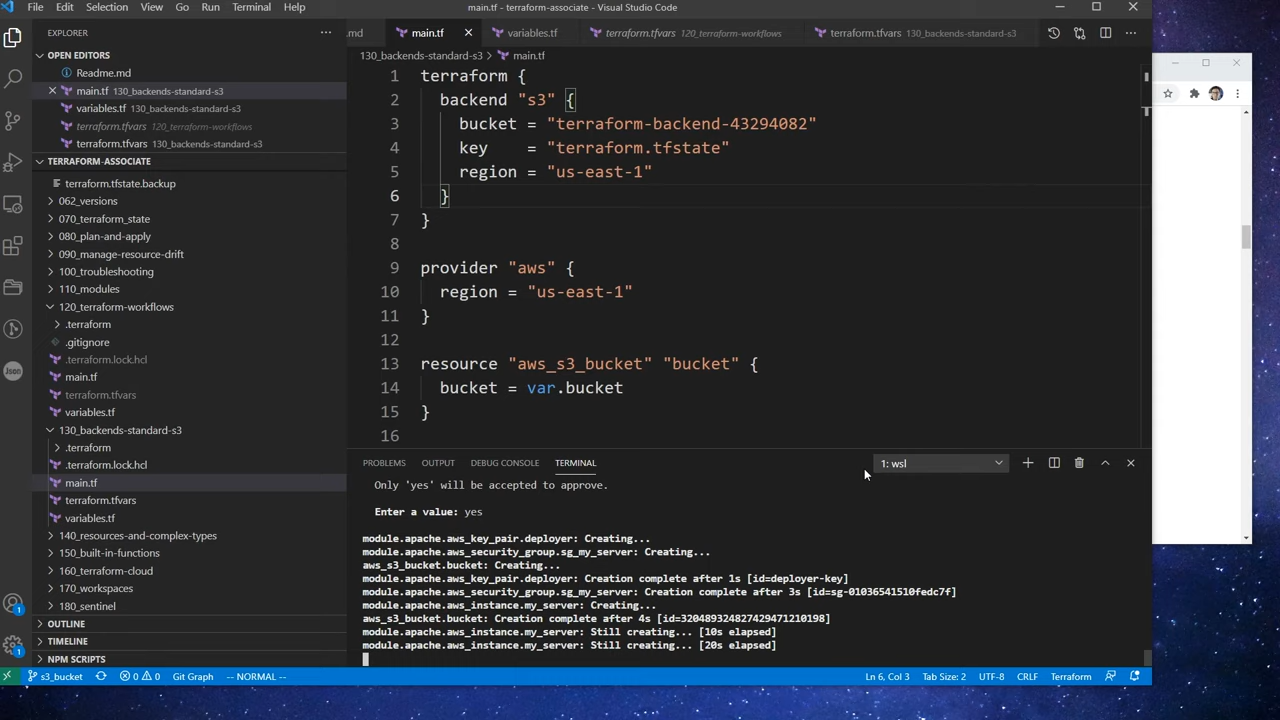 File Edit Selection View Go Run Terminal Help main.tf - terraform-associate - Visual Studio Code
EXPLORER
OPEN EDITORS
Readme.md
main.tf 130_backends-standard-s3
variables.tf 130_backends-standard-s3
terraform.tfvars 120_terraform-workflows
terraform.tfvars 130_backends-standard-s3
TERRAFORM-ASSOCIATE
terraform.tfstate.backup
062_versions
070_terraform_state
080_plan-and-apply
090_manage-resource-drift
100_troubleshooting
110_modules
120_terraform-workflows
.terraform
.gitignore
.terraform.lock.hcl
main.tf
terraform.tfvars
variables.tf
130_backends-standard-s3
.terraform
.terraform.lock.hcl
main.tf
terraform.tfvars
variables.tf
140_resources-and-complex-types
150_built-in-functions
160_terraform-cloud
170_workspaces
180_sentinel
OUTLINE
TIMELINE
NPM SCRIPTS
Json
1
1
.md main.tf variables.tf terraform.tfvars 120_terraform-workflows terraform.tfvars 130_backends-standard-s3
130_backends-standard-s3 > main.tf
1 terraform {
2 backend "s3" {
3 bucket = "terraform-backend-43294082"
4 key    = "terraform.tfstate"
5 region = "us-east-1"
6 }
7 }
8
9 provider "aws" {
10 region = "us-east-1"
11 }
12
13 resource "aws_s3_bucket" "bucket" {
14 bucket = var.bucket
15 }
16
PROBLEMS OUTPUT DEBUG CONSOLE TERMINAL 1: wsl
Only 'yes' will be accepted to approve.
Enter a value: yes
module.apache.aws_key_pair.deployer: Creating...
module.apache.aws_security_group.sg_my_server: Creating...
aws_s3_bucket.bucket: Creating...
module.apache.aws_key_pair.deployer: Creation complete after 1s [id=deployer-key]
module.apache.aws_security_group.sg_my_server: Creation complete after 3s [id=sg-01036541510fedc7f]
module.apache.aws_instance.my_server: Creating...
aws_s3_bucket.bucket: Creation complete after 4s [id=320489324827429471210198]
module.apache.aws_instance.my_server: Still creating... [10s elapsed]
module.apache.aws_instance.my_server: Still creating... [20s elapsed]
s3_bucket 0 0 Git Graph -- NORMAL -- Ln 6, Col 3 Tab Size: 2 UTF-8 CRLF Terraform